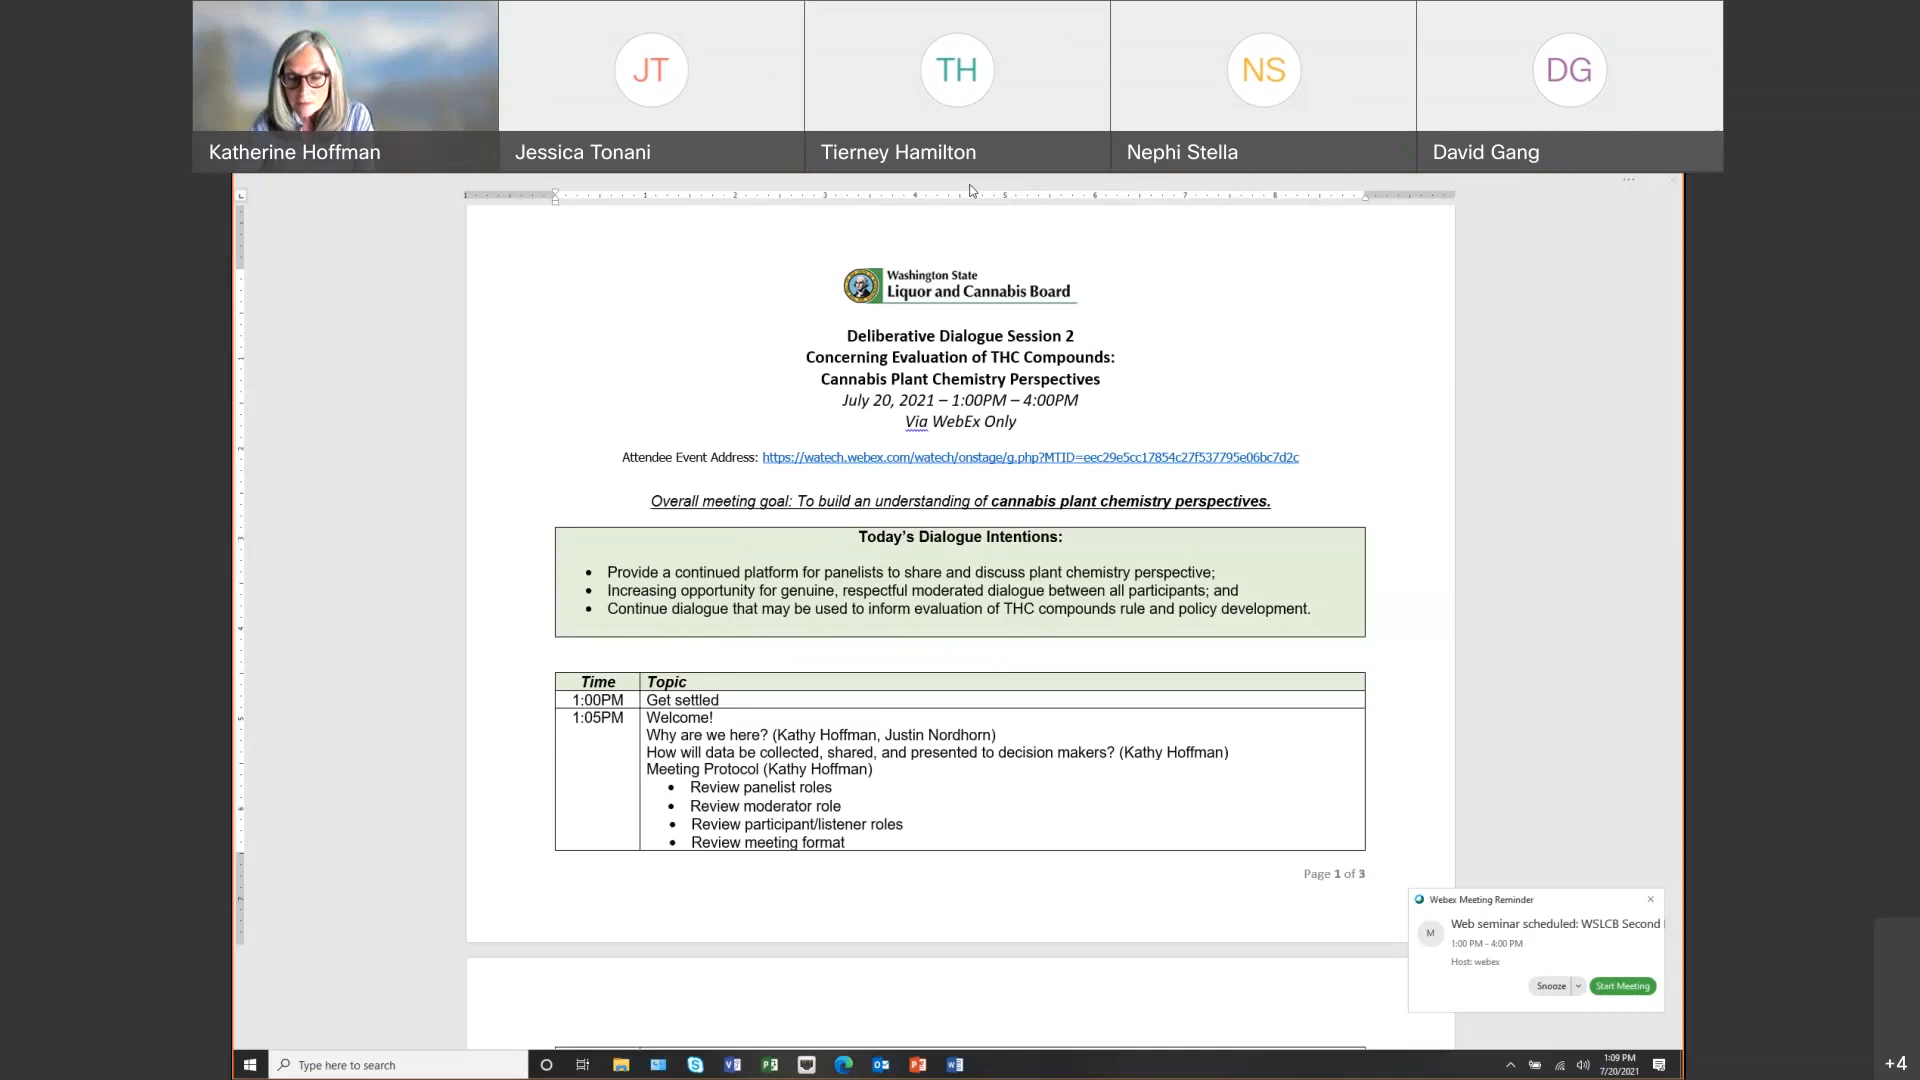 JT
TH
NS
DG
Katherine Hoffman
Jessica Tonani
Tierney Hamilton
Nephi Stella
David Gang
1 1 2 3 4 5 6 7 8
Washington State
Liquor and Cannabis Board
Deliberative Dialogue Session 2
Concerning Evaluation of THC Compounds:
Cannabis Plant Chemistry Perspectives
July 20, 2021 – 1:00PM – 4:00PM
Via WebEx Only
Attendee Event Address: https://watech.webex.com/watech/onstage/g.php?MTID=eec29e5cc17854c27f537795e06bc7d2c
Overall meeting goal: To build an understanding of cannabis plant chemistry perspectives.
Today's Dialogue Intentions:
• Provide a continued platform for panelists to share and discuss plant chemistry perspective;
• Increasing opportunity for genuine, respectful moderated dialogue between all participants; and
• Continue dialogue that may be used to inform evaluation of THC compounds rule and policy development.
Time Topic
1:00PM Get settled
1:05PM Welcome!
Why are we here? (Kathy Hoffman, Justin Nordhorn)
How will data be collected, shared, and presented to decision makers? (Kathy Hoffman)
Meeting Protocol (Kathy Hoffman)
• Review panelist roles
• Review moderator role
• Review participant/listener roles
• Review meeting format
Page 1 of 3
Webex Meeting Reminder
M
Web seminar scheduled: WSLCB Second
1:00 PM - 4:00 PM
Host: webex
Snooze
Start Meeting
Type here to search
1:09 PM
7/20/2021
+4